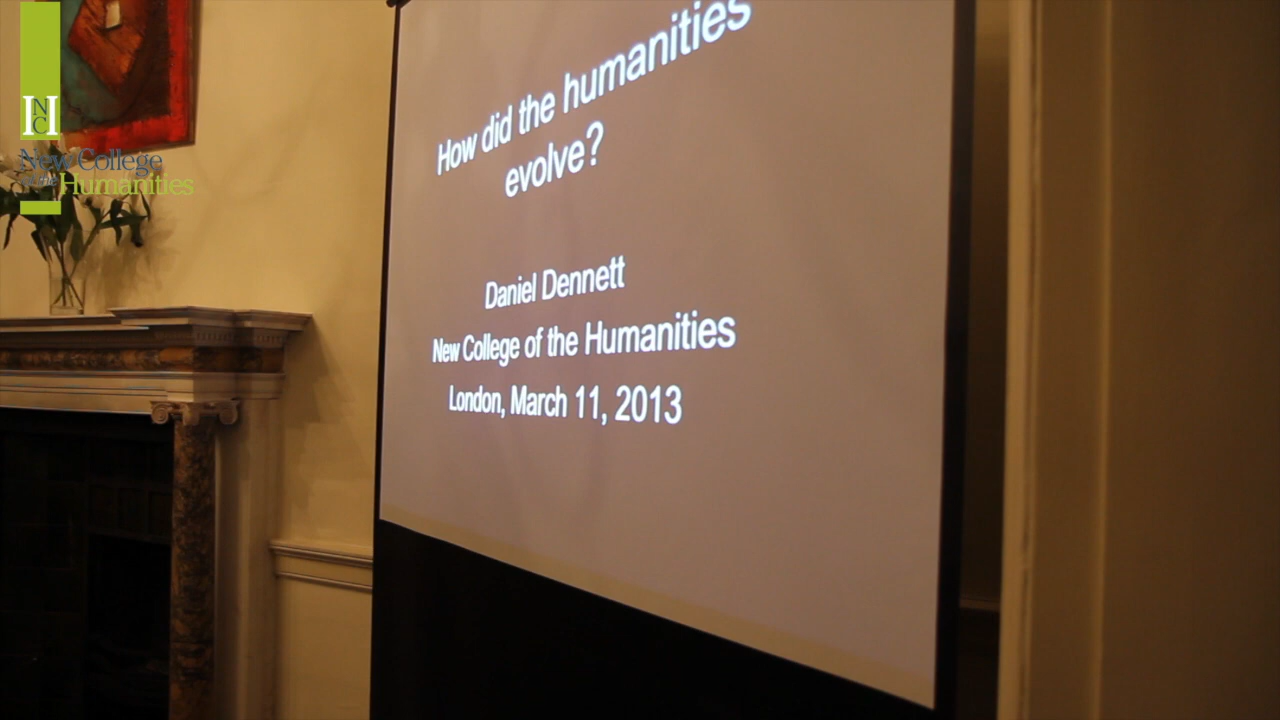 NCH
New College
of the Humanities
How did the humanities
evolve?
Daniel Dennett
New College of the Humanities
London, March 11, 2013